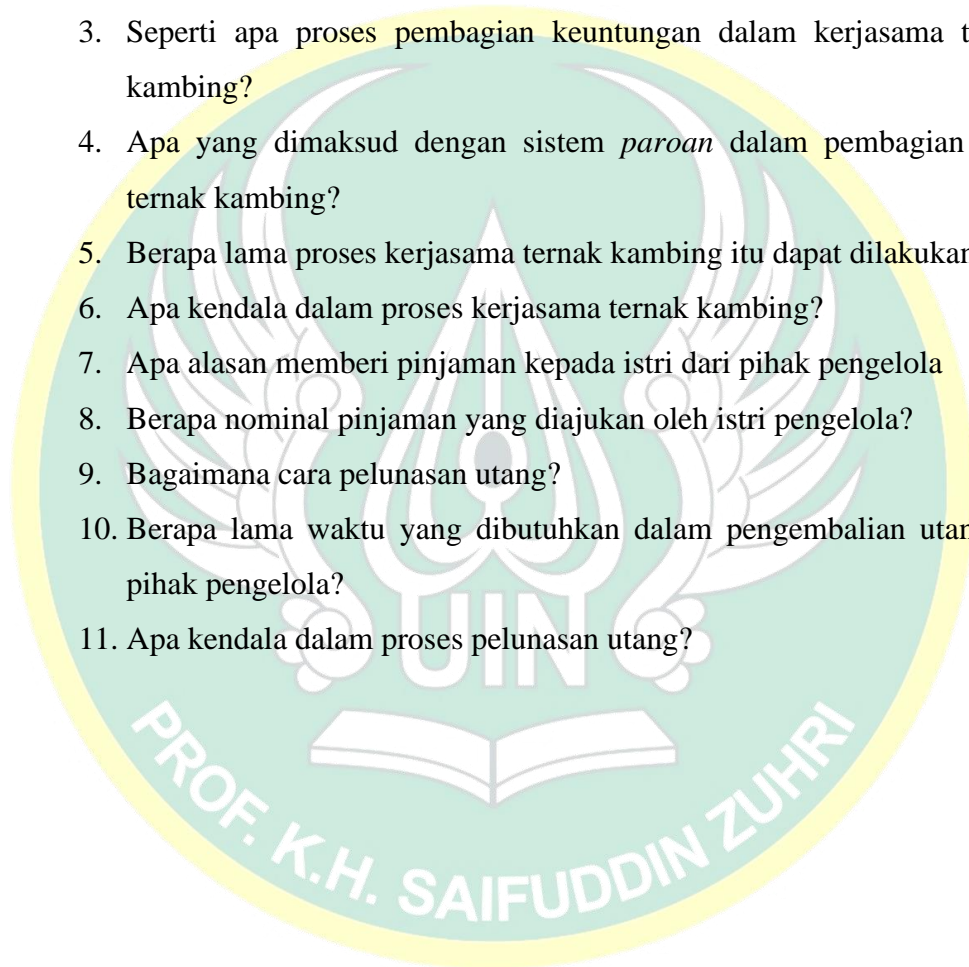 3. Seperti apa proses pembagian keuntungan dalam kerjasama t
kambing?
4. Apa yang dimaksud dengan sistem paroan dalam pembagian
ternak kambing?
5. Berapa lama proses kerjasama ternak kambing itu dapat dilakukan
6. Apa kendala dalam proses kerjasama ternak kambing?
7. Apa alasan memberi pinjaman kepada istri dari pihak pengelola
8. Berapa nominal pinjaman yang diajukan oleh istri pengelola?
9. Bagaimana cara pelunasan utang?
10. Berapa lama waktu yang dibutuhkan dalam pengembalian utan
pihak pengelola?
11. Apa kendala dalam proses pelunasan utang?
UIN
PROF. K.H. SAIFUDDIN ZUHRI